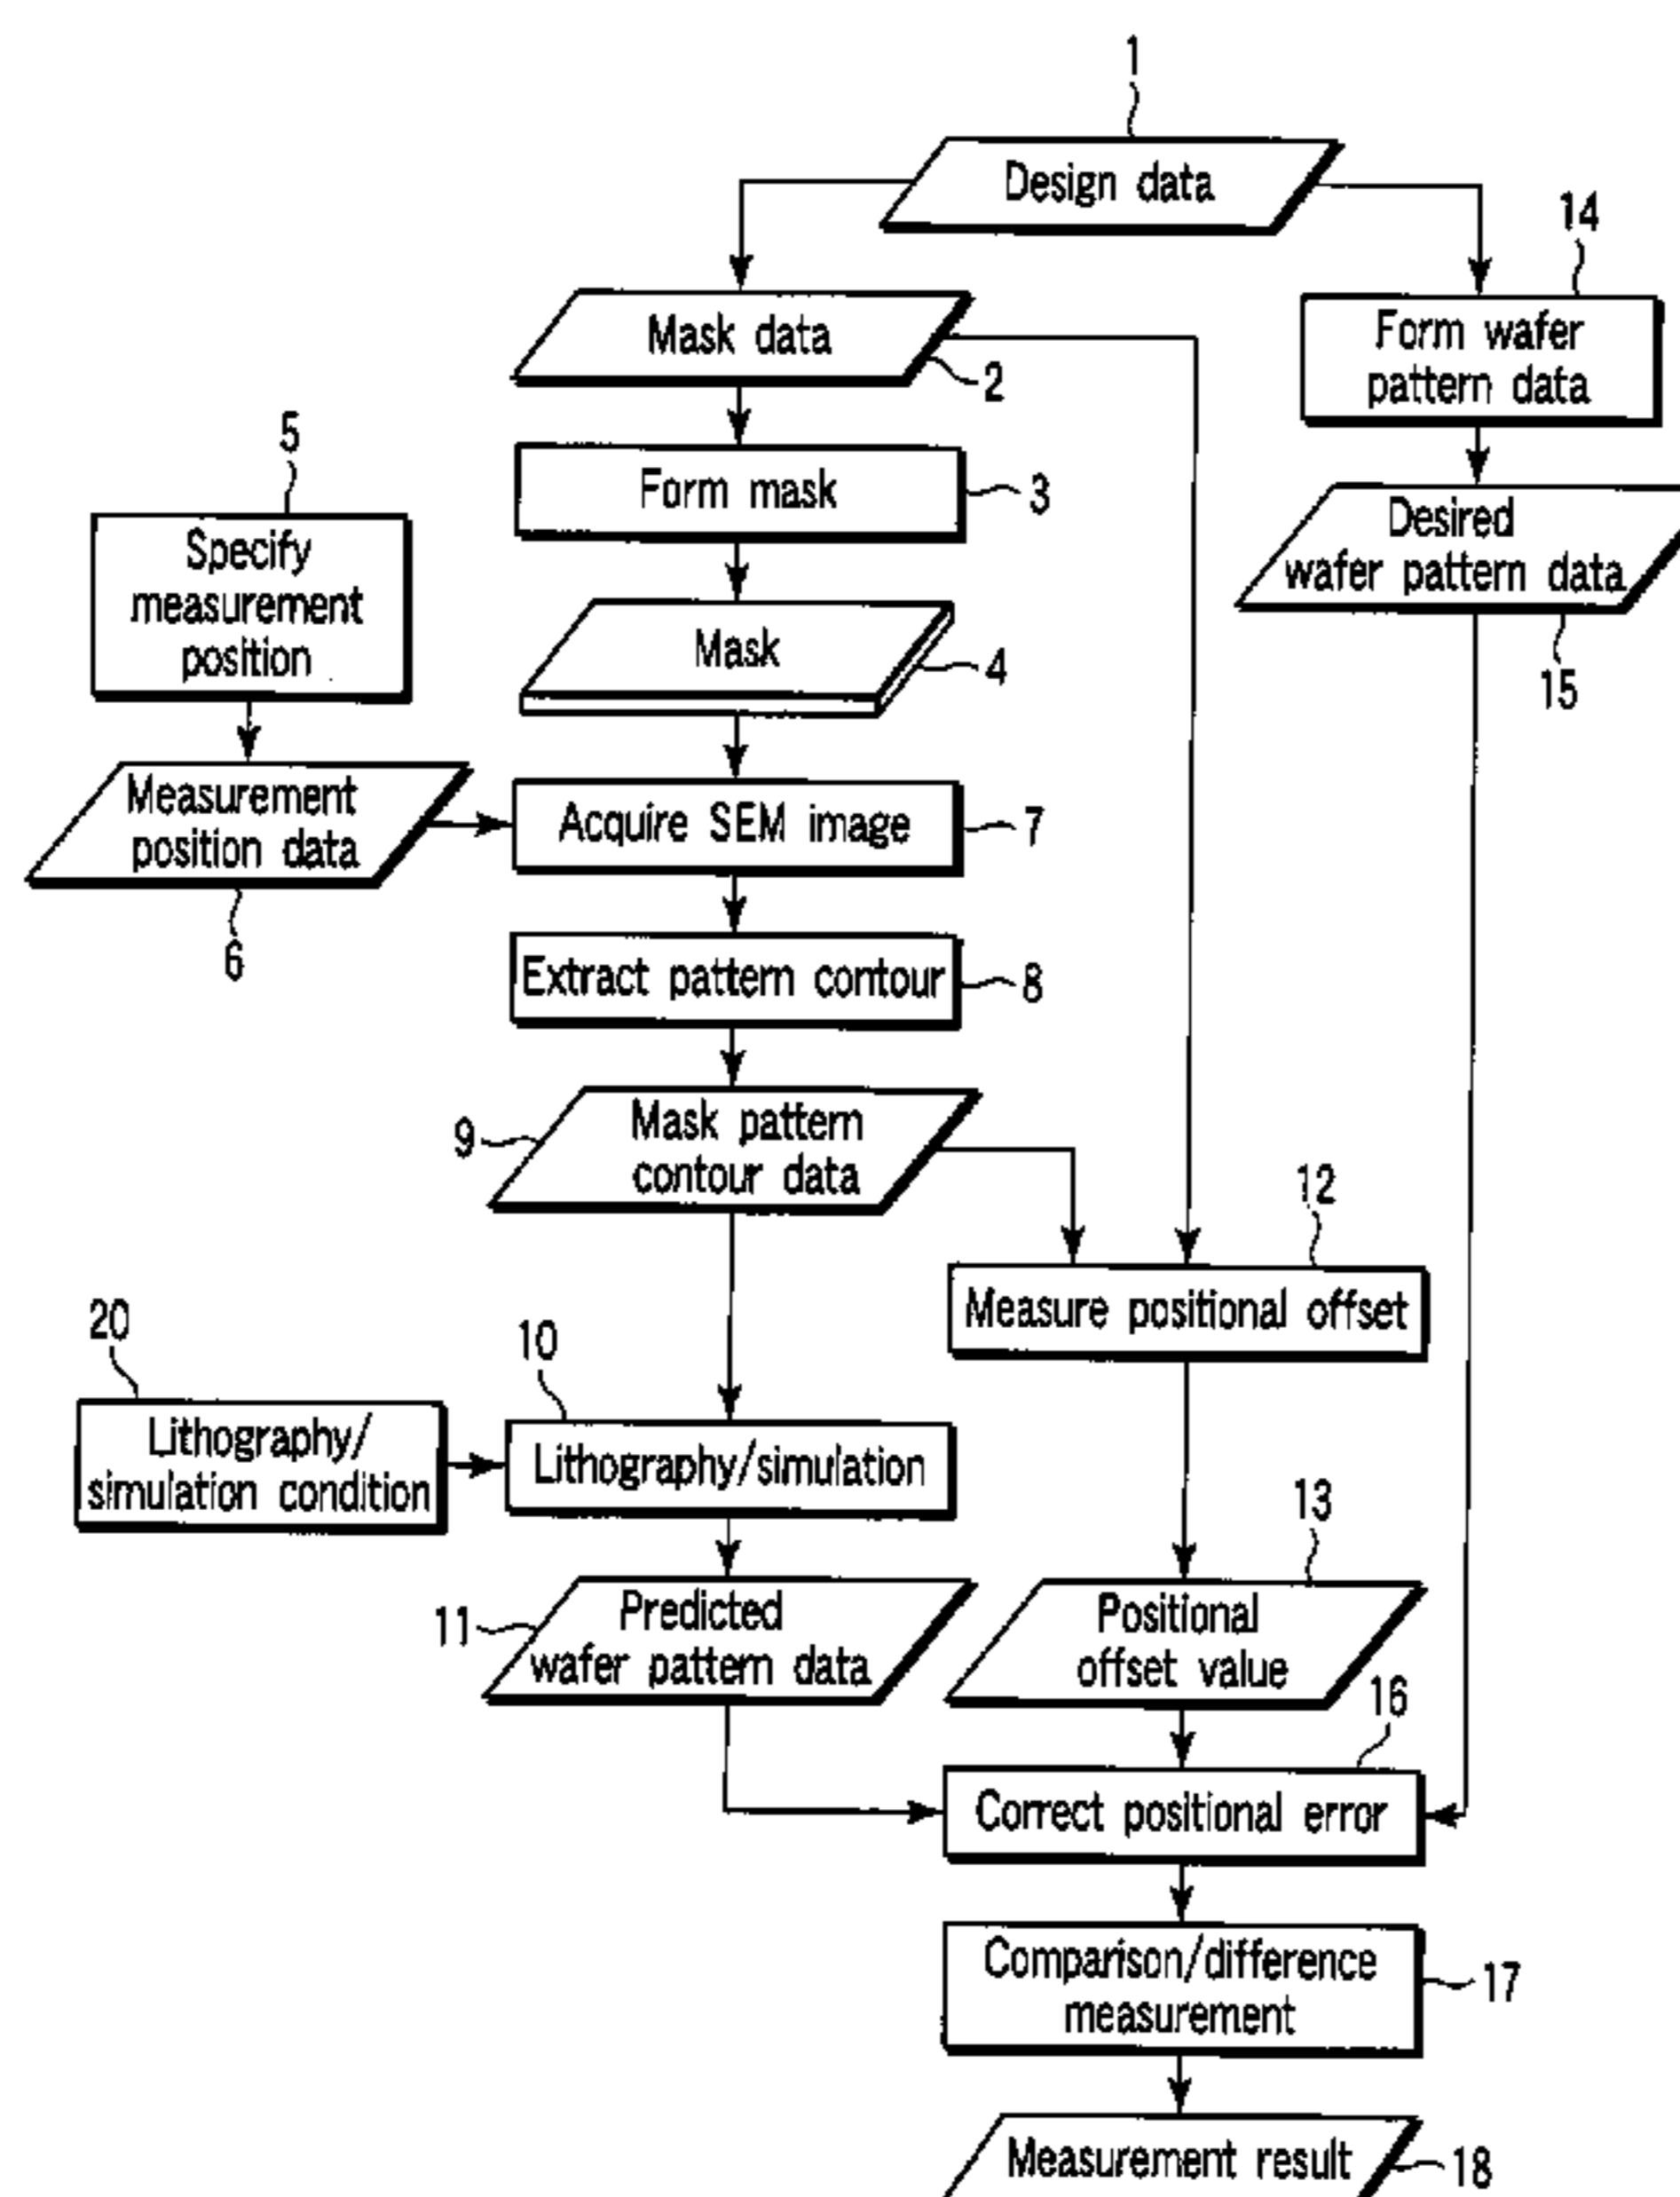 1
Design data
14
Mask data
2
Form wafer
pattern data
5
Form mask
3
Specify
measurement
position
Desired
wafer pattern data
15
Mask
4
Measurement
position data
6
Acquire SEM image
7
Extract pattern contour
8
9
Mask pattern
contour data
12
Measure positional offset
20
Lithography/
simulation condition
10
Lithography/simulation
13
11
Predicted
wafer pattern data
Positional
offset value
16
Correct positional error
Comparison/difference
measurement
17
Measurement result
18